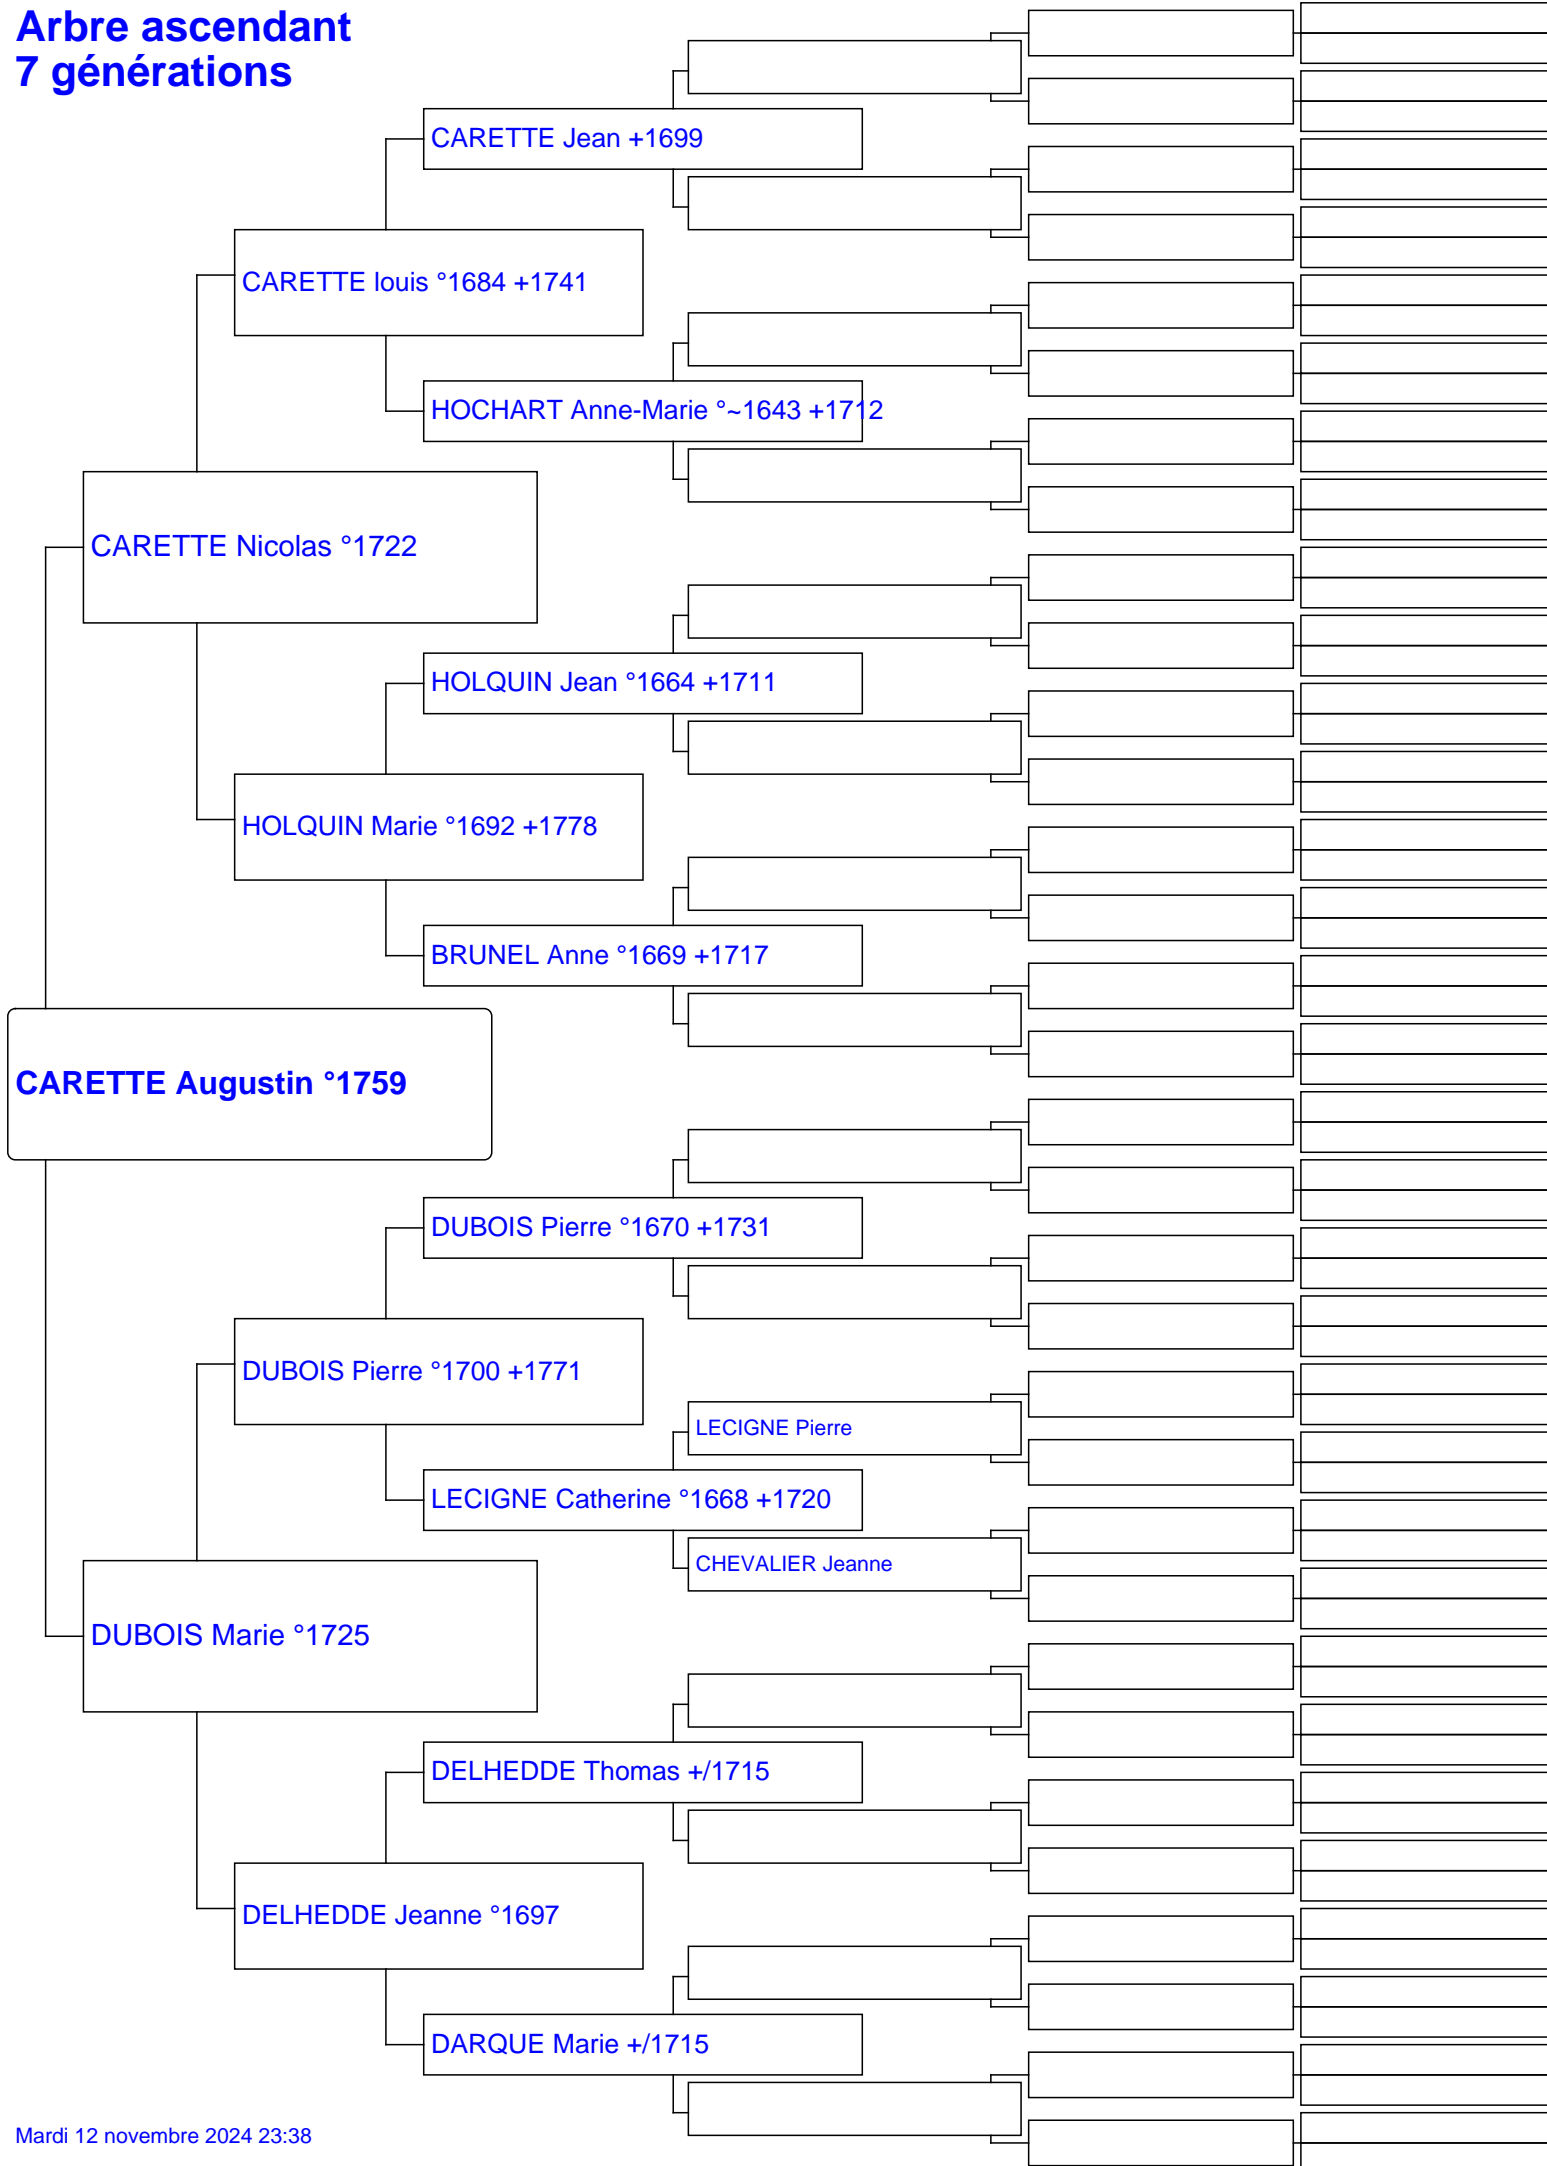 Arbre ascendant
7 générations
CARETTE Jean +1699
CARETTE louis °1684 +1741
HOCHART Anne-Marie °~1643 +1712
CARETTE Nicolas °1722
HOLQUIN Jean °1664 +1711
HOLQUIN Marie °1692 +1778
BRUNEL Anne °1669 +1717
CARETTE Augustin °1759
DUBOIS Pierre °1670 +1731
DUBOIS Pierre °1700 +1771
LECIGNE Pierre
LECIGNE Catherine °1668 +1720
CHEVALIER Jeanne
DUBOIS Marie °1725
DELHEDDE Thomas +/1715
DELHEDDE Jeanne °1697
DARQUE Marie +/1715
Mardi 12 novembre 2024 23:38